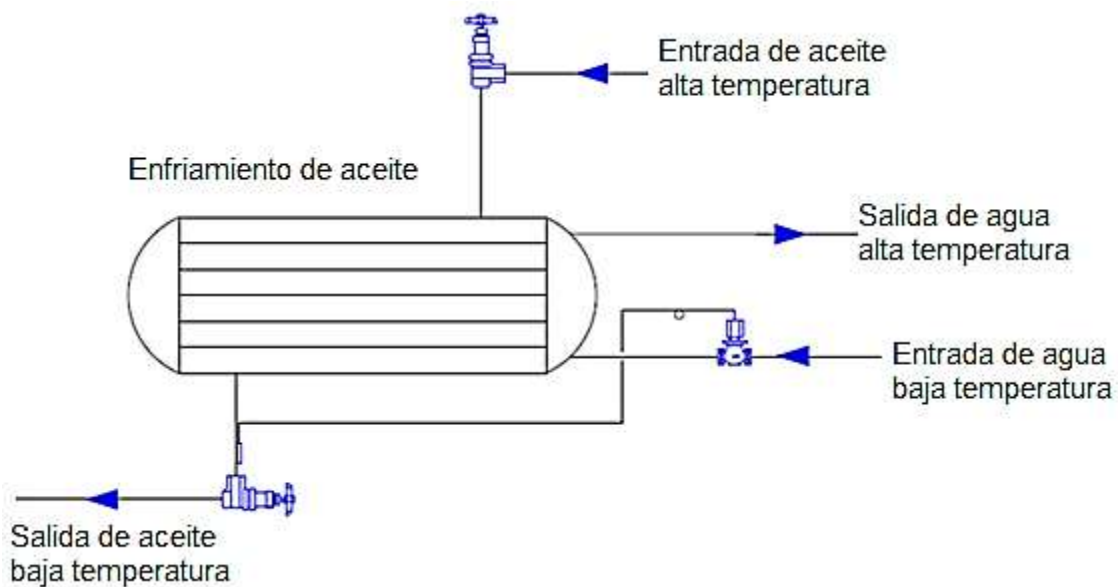 Entrada de aceite
alta temperatura
Enfriamiento de aceite
Salida de agua
alta temperatura
Entrada de agua
baja temperatura
Salida de aceite
baja temperatura